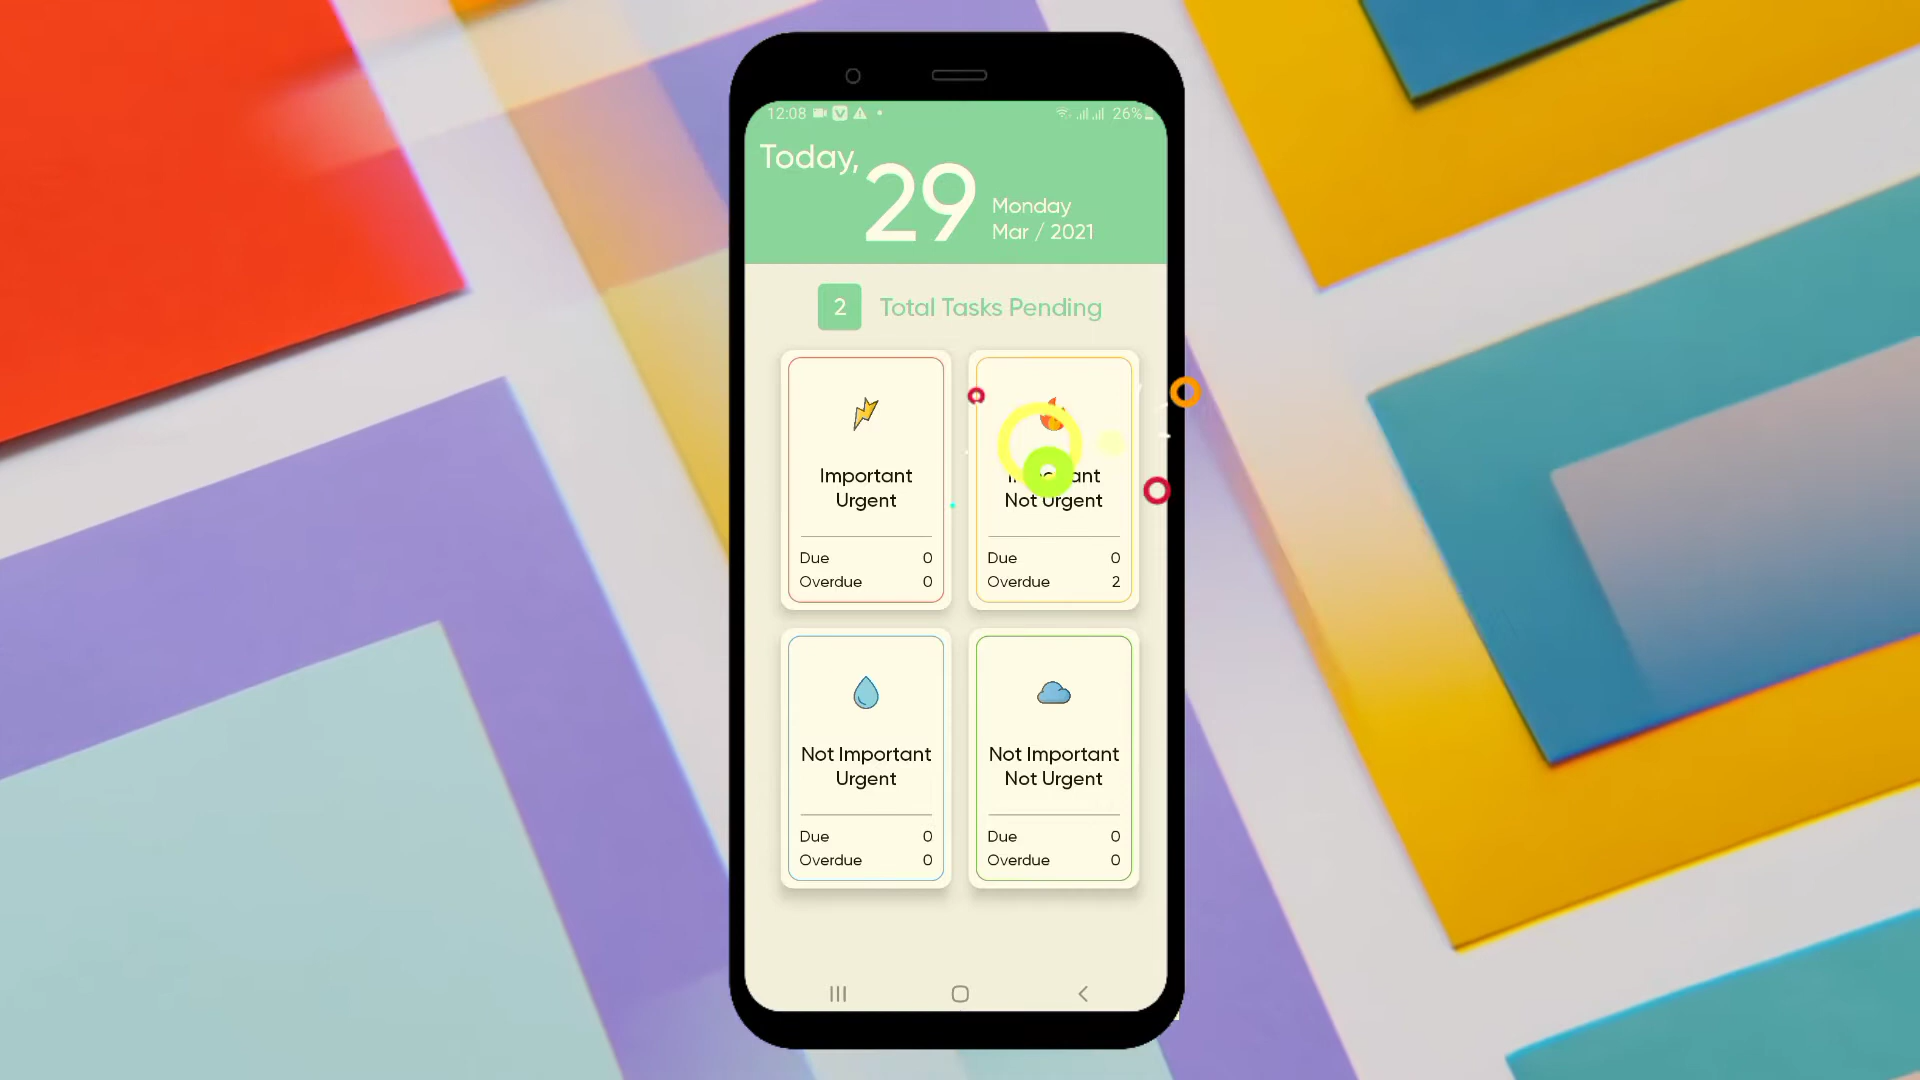 12:08 26%
Today,
29
Monday
Mar / 2021
2 Total Tasks Pending
Important
Urgent
Due 0
Overdue 0
Not Urgent
Due 0
Overdue 2
Not Important
Urgent
Due 0
Overdue 0
Not Important
Not Urgent
Due 0
Overdue 0